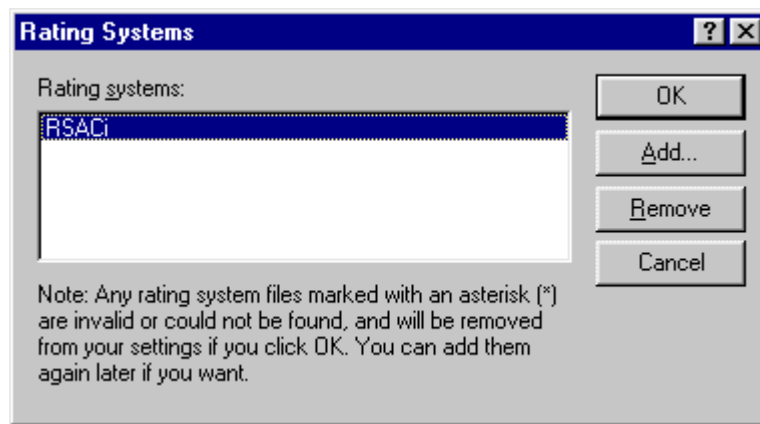 Rating Systems
Rating systems:
RSACi
OK
Add...
Remove
Cancel
Note: Any rating system files marked with an asterisk (*)
are invalid or could not be found, and will be removed
from your settings if you click OK. You can add them
again later if you want.